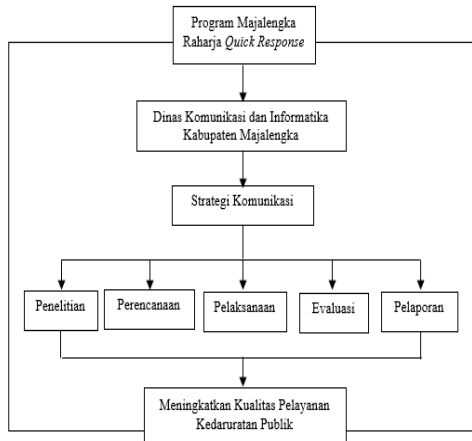 Program Majalengka
Raharja Quick Response
Dinas Komunikasi dan Informatika
Kabupaten Majalengka
Strategi Komunikasi
Penelitian
Perencanaan
Pelaksanaan
Evaluasi
Pelaporan
Meningkatkan Kualitas Pelayanan
Kedaruratan Publik